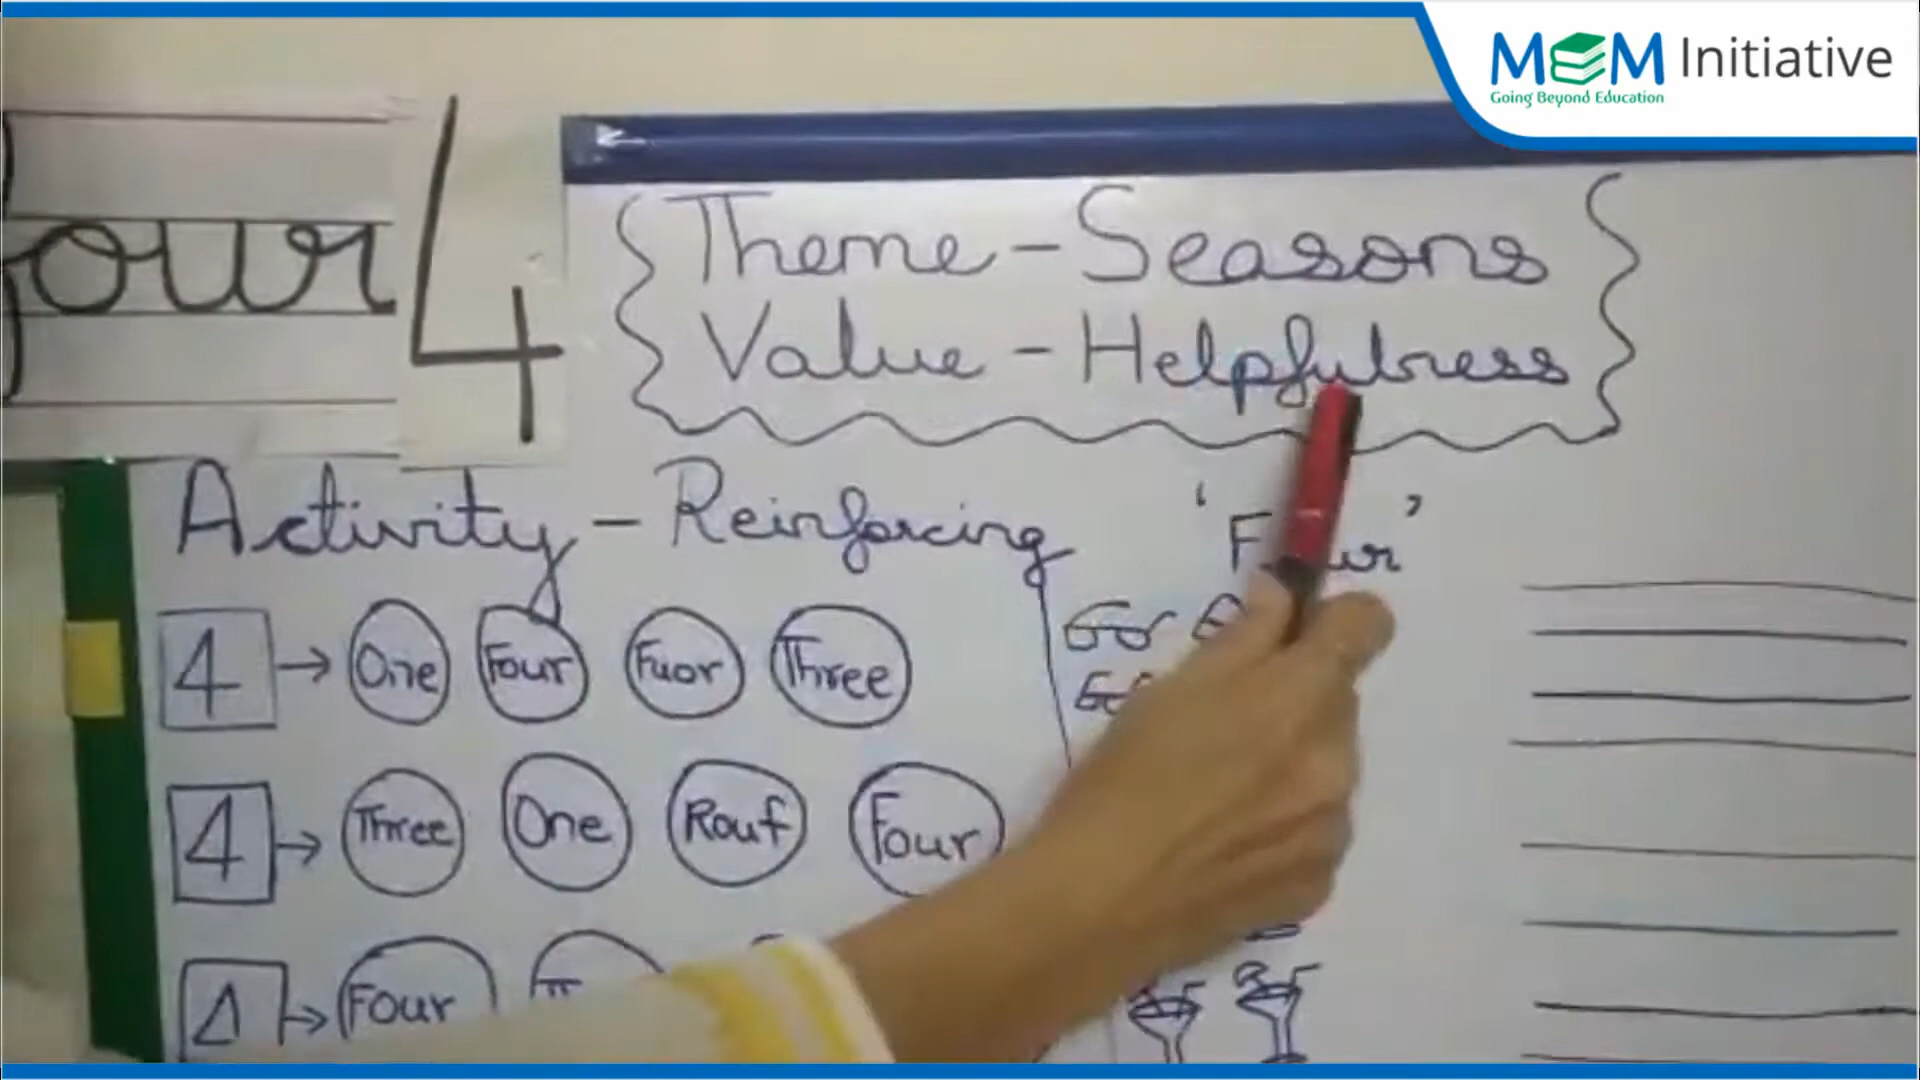 MEM Initiative
Going Beyond Education
four 4
Theme - Seasons
Value - Helpfulness
Activity - Reinforcing ' Four '
4 → One Four Fuor Three
4 → Three One Rouf Four
4 → Four